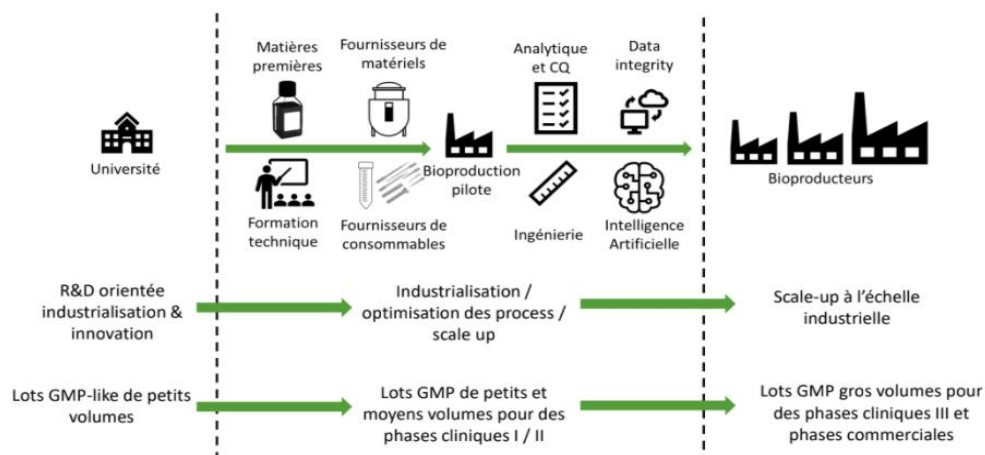 Université
Matières
premières
Fournisseurs de
matériels
Analytique
et CQ
Data
integrity
Bioproduction
pilote
Formation
technique
Fournisseurs de
consommables
Ingénierie
Intelligence
Artificielle
Bioproducteurs
R&D orientée
industrialisation &
innovation
Industrialisation /
optimisation des process /
scale up
Scale-up à l'échelle
industrielle
Lots GMP-like de petits
volumes
Lots GMP de petits et
moyens volumes pour des
phases cliniques I / II
Lots GMP gros volumes pour
des phases cliniques III et
phases commerciales